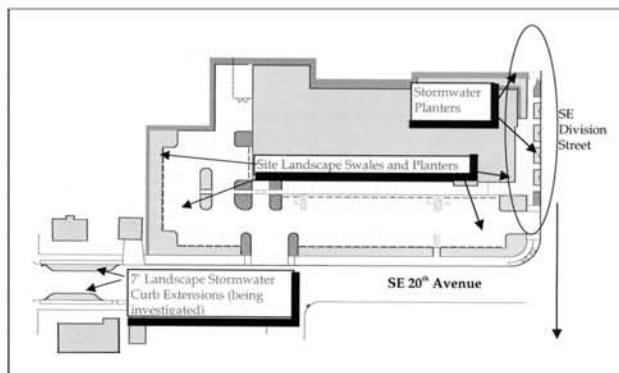 Stormwater
Planters
SE
Division
Street
Site Landscape Swales and Planters
7' Landscape Stormwater
Curb Extensions (being
investigated)
SE 20th Avenue